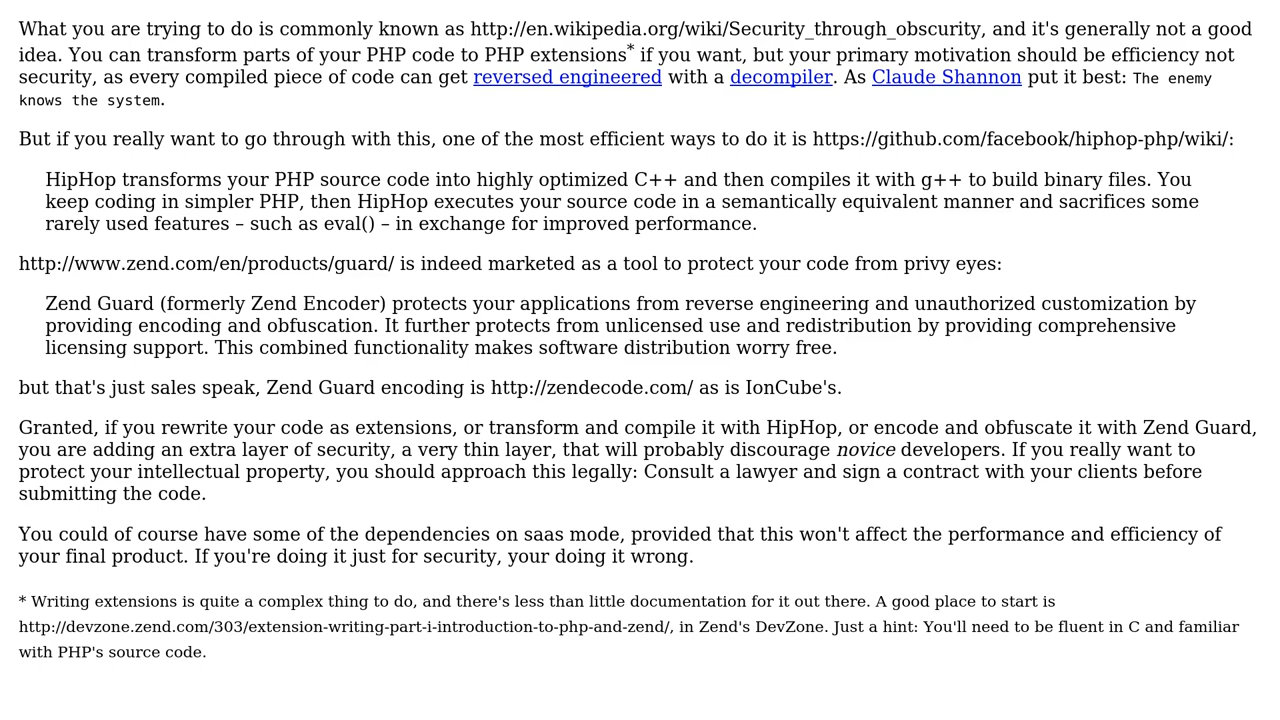 What you are trying to do is commonly known as http://en.wikipedia.org/wiki/Security_through_obscurity, and it's generally not a good
idea. You can transform parts of your PHP code to PHP extensions* if you want, but your primary motivation should be efficiency not
security, as every compiled piece of code can get reversed engineered with a decompiler. As Claude Shannon put it best: The enemy
knows the system.
But if you really want to go through with this, one of the most efficient ways to do it is https://github.com/facebook/hiphop-php/wiki/:
HipHop transforms your PHP source code into highly optimized C++ and then compiles it with g++ to build binary files. You
keep coding in simpler PHP, then HipHop executes your source code in a semantically equivalent manner and sacrifices some
rarely used features – such as eval() – in exchange for improved performance.
http://www.zend.com/en/products/guard/ is indeed marketed as a tool to protect your code from privy eyes:
Zend Guard (formerly Zend Encoder) protects your applications from reverse engineering and unauthorized customization by
providing encoding and obfuscation. It further protects from unlicensed use and redistribution by providing comprehensive
licensing support. This combined functionality makes software distribution worry free.
but that's just sales speak, Zend Guard encoding is http://zendecode.com/ as is IonCube's.
Granted, if you rewrite your code as extensions, or transform and compile it with HipHop, or encode and obfuscate it with Zend Guard,
you are adding an extra layer of security, a very thin layer, that will probably discourage novice developers. If you really want to
protect your intellectual property, you should approach this legally: Consult a lawyer and sign a contract with your clients before
submitting the code.
You could of course have some of the dependencies on saas mode, provided that this won't affect the performance and efficiency of
your final product. If you're doing it just for security, your doing it wrong.
* Writing extensions is quite a complex thing to do, and there's less than little documentation for it out there. A good place to start is
http://devzone.zend.com/303/extension-writing-part-i-introduction-to-php-and-zend/, in Zend's DevZone. Just a hint: You'll need to be fluent in C and familiar
with PHP's source code.